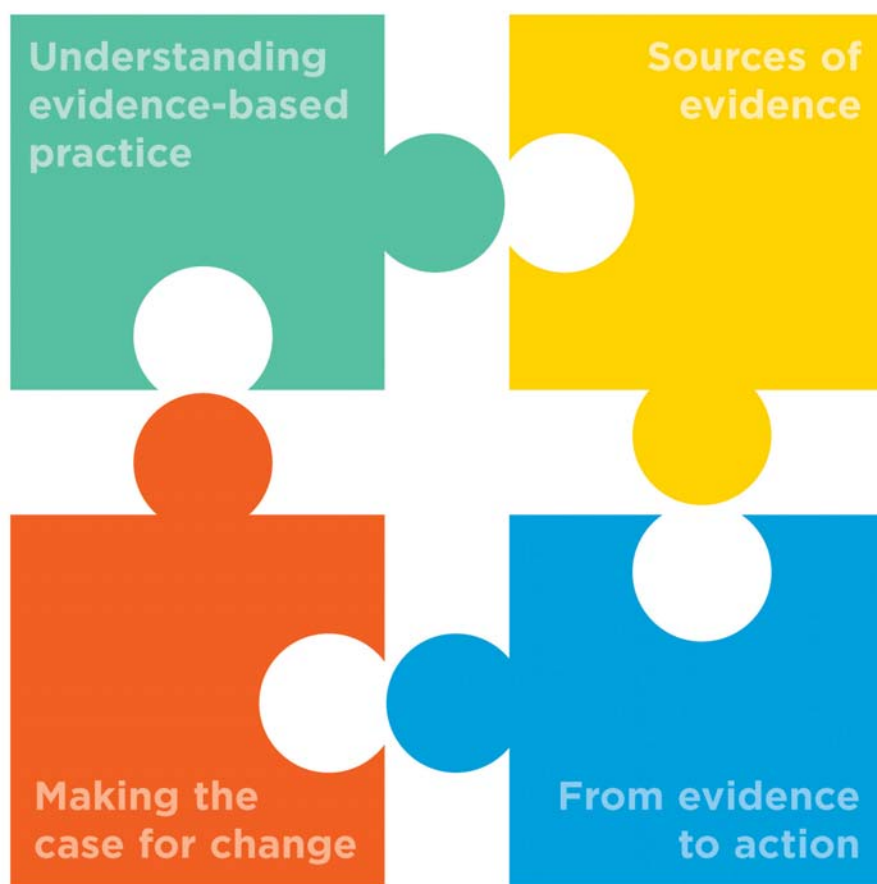 Understanding
evidence-based
practice
Sources of
evidence
Making the
case for change
From evidence
to action